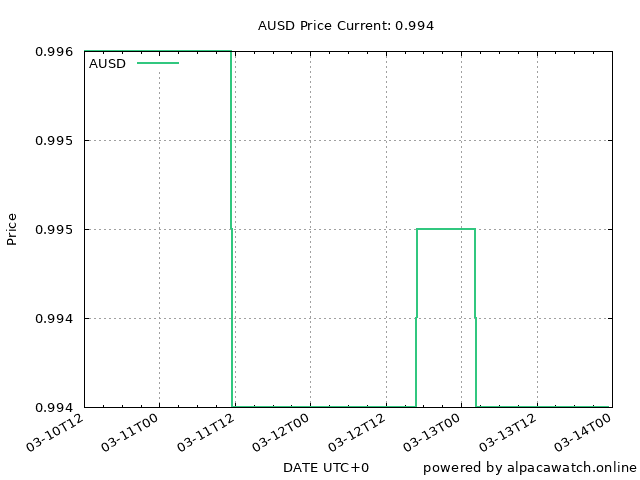 AUSD Price Current: 0.994
0.996
AUSD
0.995
0.995
Price
0.994
0.994
03-10T12
03-11T00
03-11T12
03-12T00
03-12T12
03-13T00
03-13T12
03-14T00
DATE UTC+0
powered by alpacawatch.online